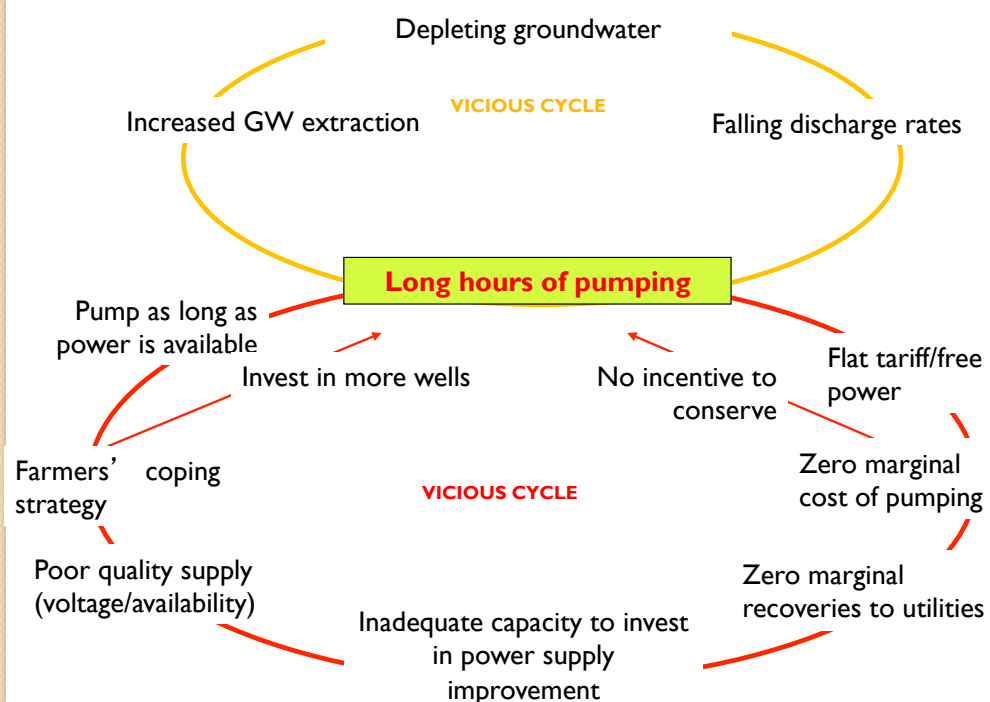 Depleting groundwater
VICIOUS CYCLE
Increased GW extraction
Falling discharge rates
Long hours of pumping
Pump as long as
power is available
Invest in more wells
No incentive to
conserve
Flat tariff/free
power
Farmers’ coping
strategy
VICIOUS CYCLE
Zero marginal
cost of pumping
Poor quality supply
(voltage/availability)
Zero marginal
recoveries to utilities
Inadequate capacity to invest
in power supply
improvement